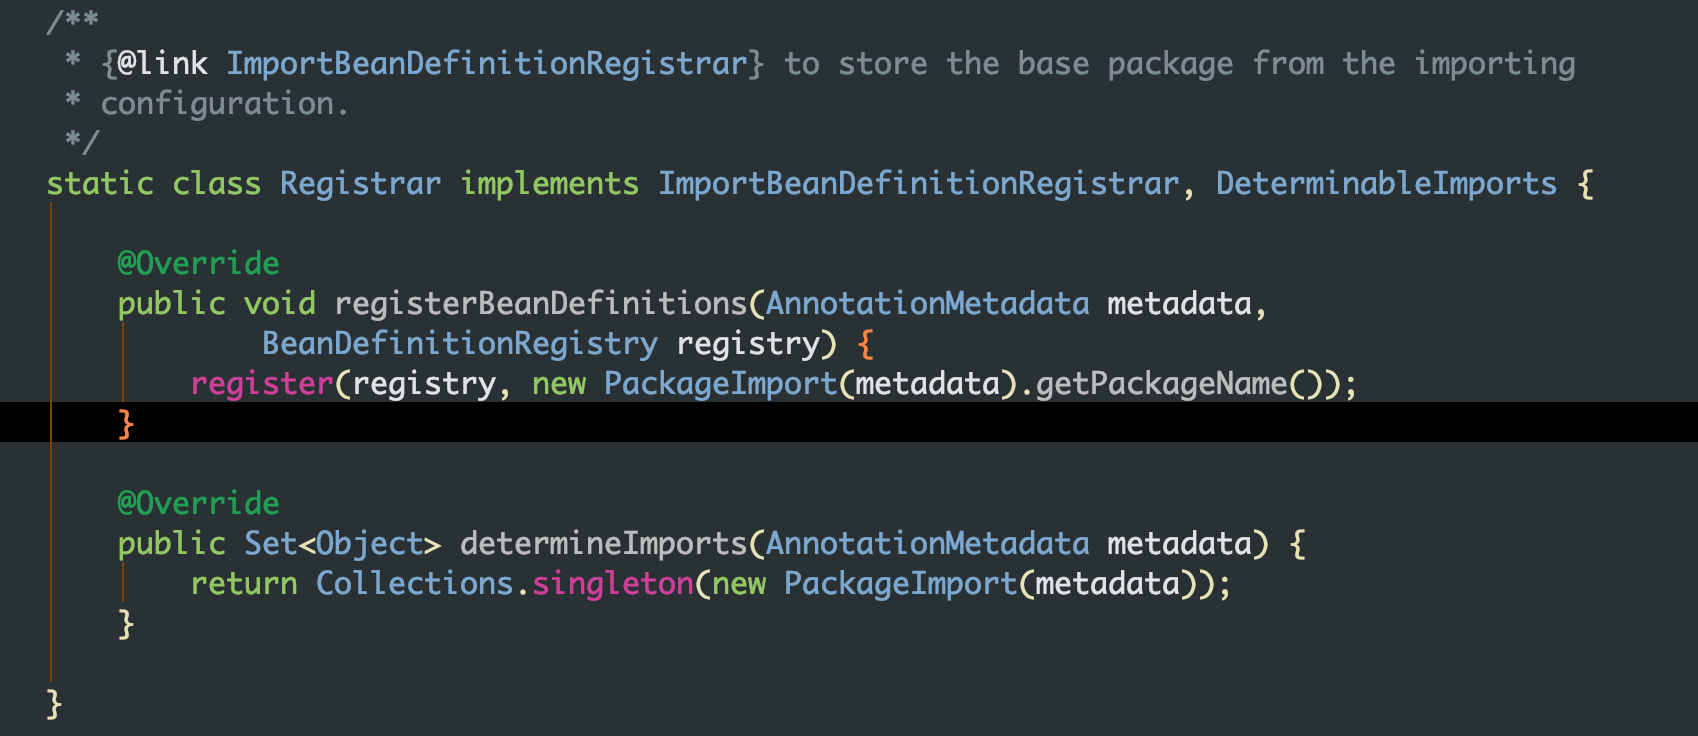 /**
 * {@link ImportBeanDefinitionRegistrar} to store the base package from the importing
 * configuration.
 */
static class Registrar implements ImportBeanDefinitionRegistrar, DeterminableImports {
@Override
public void registerBeanDefinitions(AnnotationMetadata metadata,
BeanDefinitionRegistry registry) {
register(registry, new PackageImport(metadata).getPackageName());
}
@Override
public Set<Object> determineImports(AnnotationMetadata metadata) {
return Collections.singleton(new PackageImport(metadata));
}
}